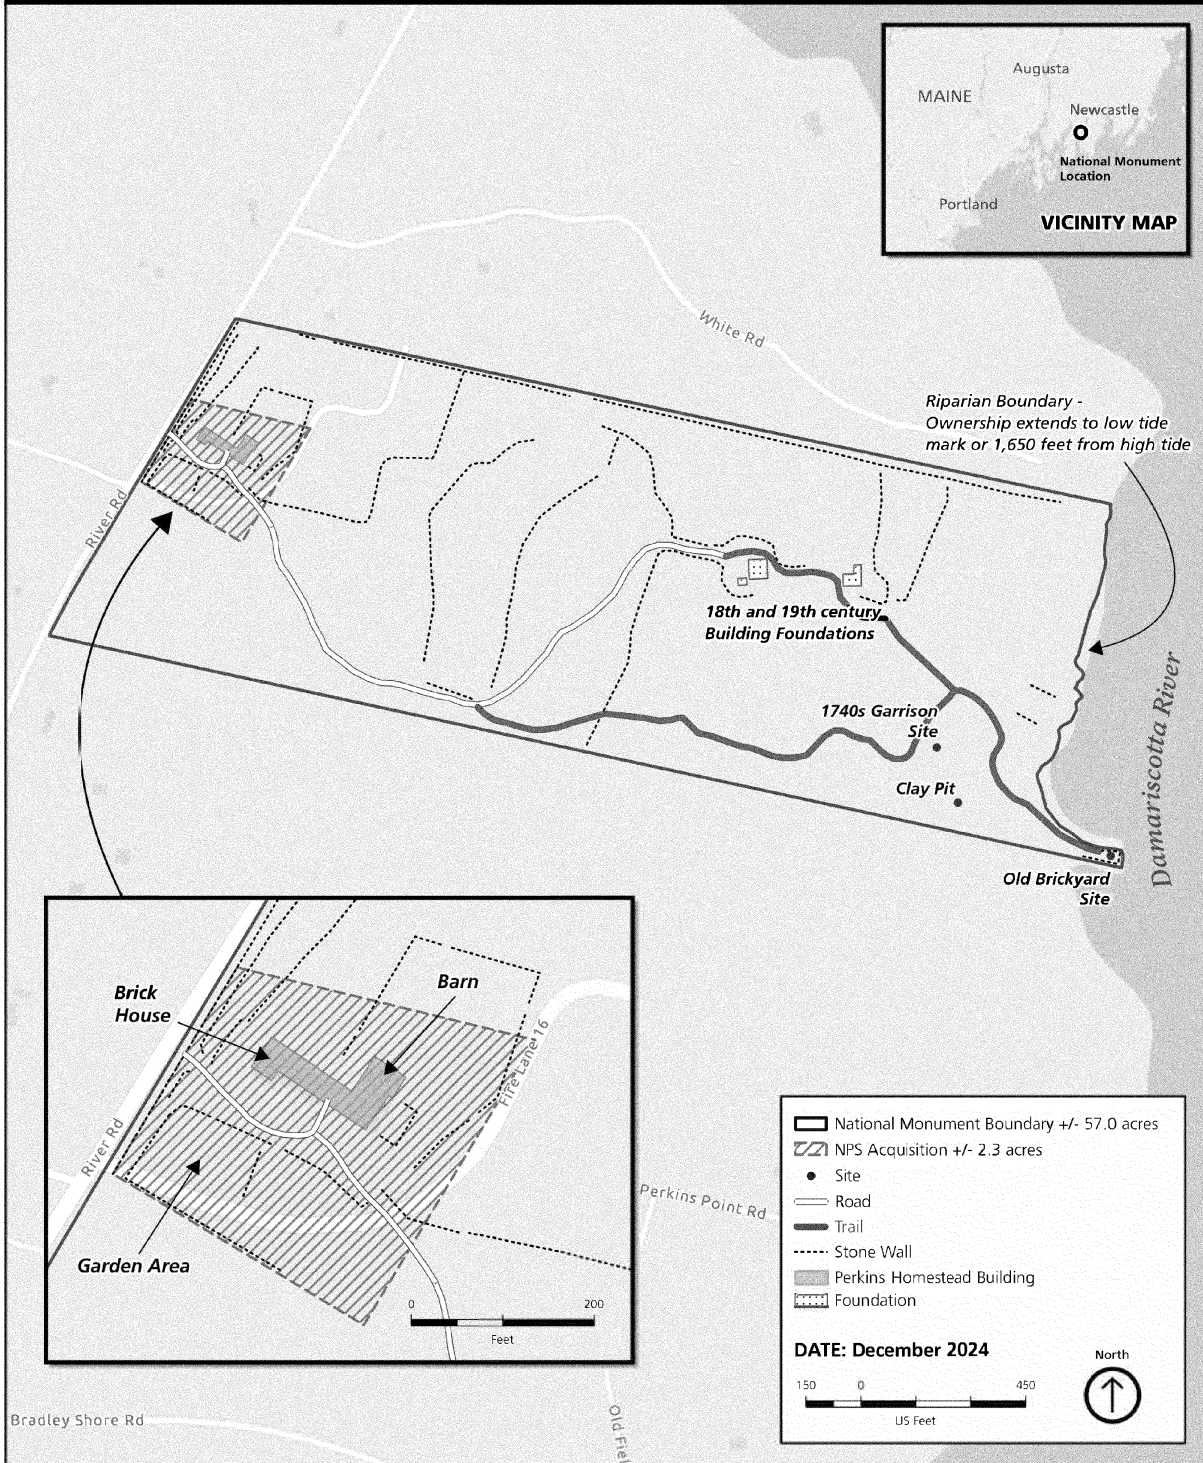 Augusta
MAINE
Newcastle
National Monument
Location
Portland
VICINITY MAP
White Rd
Riparian Boundary -
Ownership extends to low tide
mark or 1,650 feet from high tide
River Rd
18th and 19th century
Building Foundations
1740s Garrison
Site
Clay Pit
Damariscotta River
Old Brickyard
Site
Brick
House
Barn
Fire Lane 16
River Rd
Garden Area
0 200
Feet
Perkins Point Rd
National Monument Boundary +/- 57.0 acres
NPS Acquisition +/- 2.3 acres
Site
Road
Trail
Stone Wall
Perkins Homestead Building
Foundation
DATE: December 2024
North
150 0 450
US Feet
Bradley Shore Rd
Old Fiel